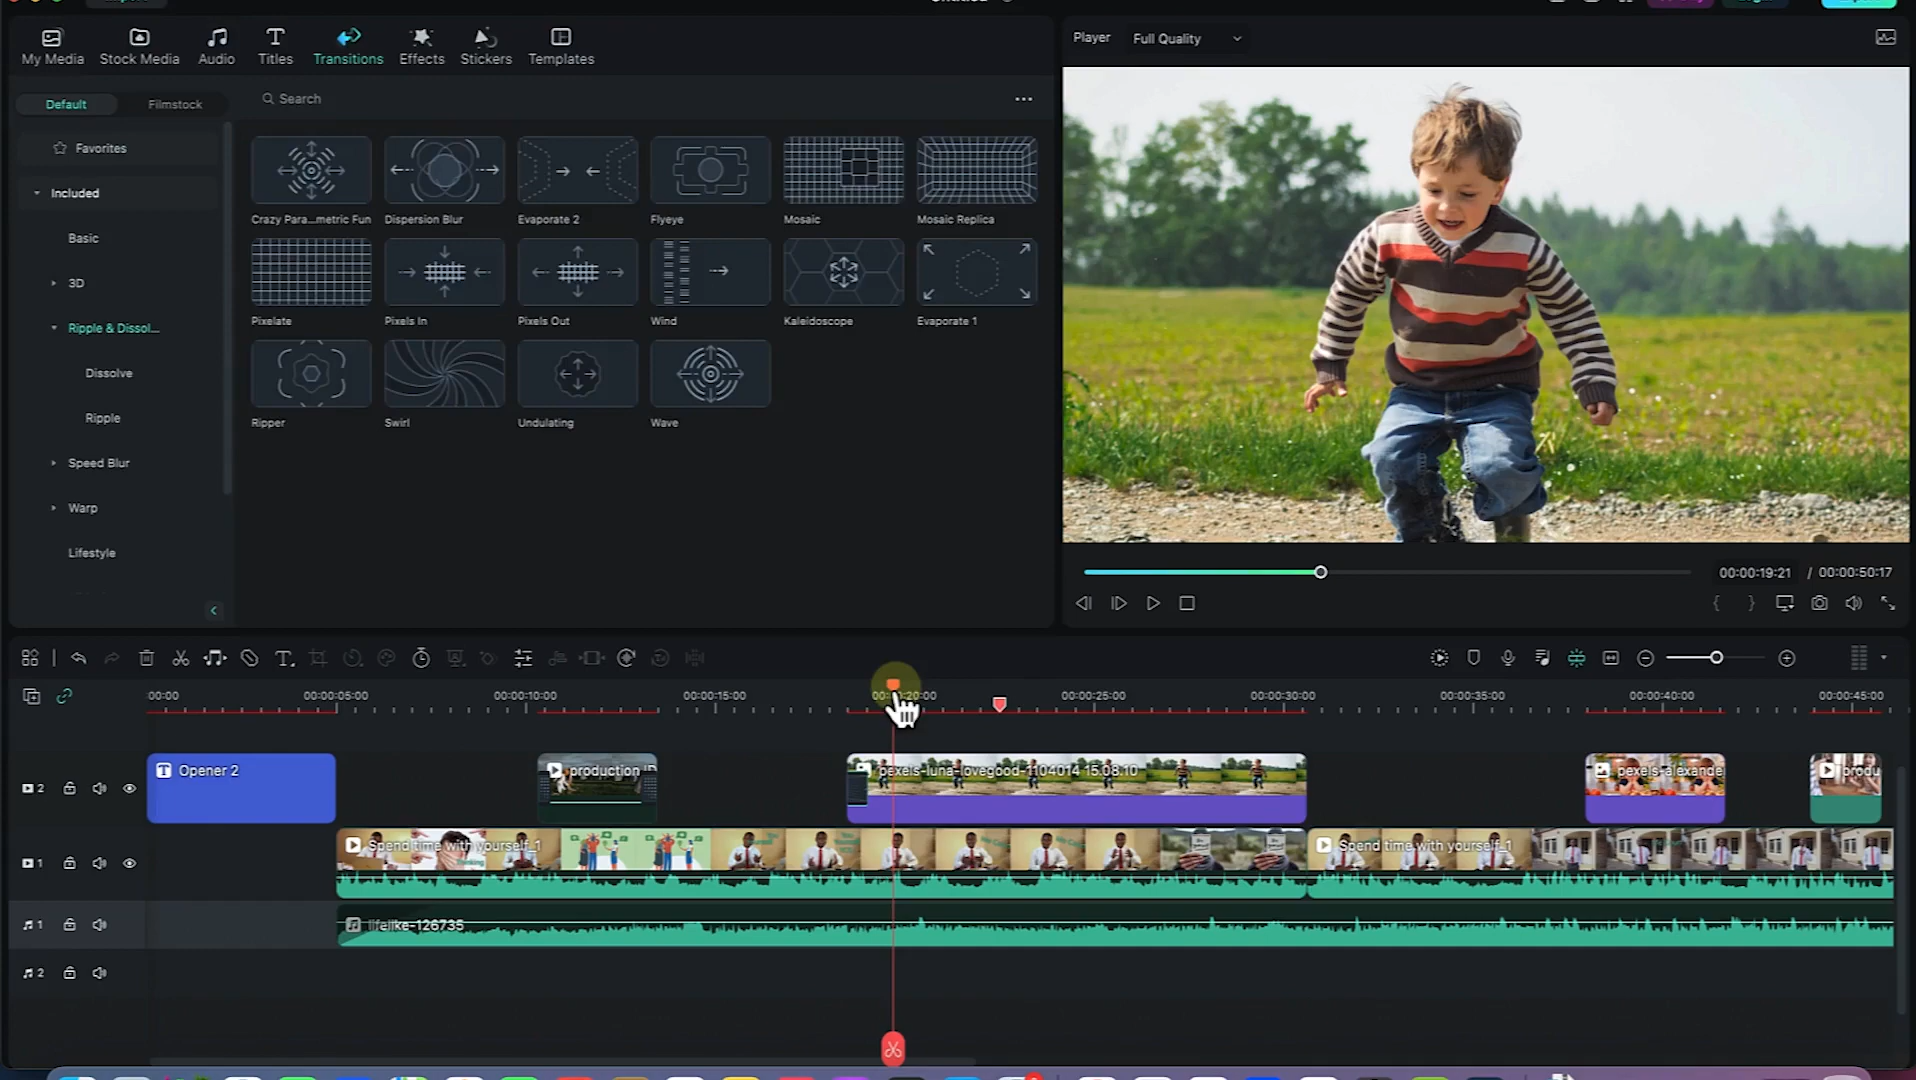 Player
Full Quality
My Media
Stock Media
Audio
Titles
Transitions
Effects
Stickers
Templates
Default
Filmstock
Search
Favorites
Included
Basic
3D
Ripple & Dissol...
Dissolve
Ripple
Speed Blur
Warp
Lifestyle
Crazy Para...metric Fun
Dispersion Blur
Evaporate 2
Flyeye
Mosaic
Mosaic Replica
Pixelate
Pixels In
Pixels Out
Wind
Kaleidoscope
Evaporate 1
Ripper
Swirl
Undulating
Wave
00:00:19:21 / 00:00:50:17
:00:00
00:00:05:00
00:00:10:00
00:00:15:00
00:00:25:00
00:00:30:00
00:00:35:00
00:00:40:00
00:00:45:00
2
Opener 2
production
pexels-luna-lovegood-1104014 15.08.10
pexels-alexande
produ
1
Spend time with yourself_1
Spend time with yourself_1
1
lifelike-126735
2